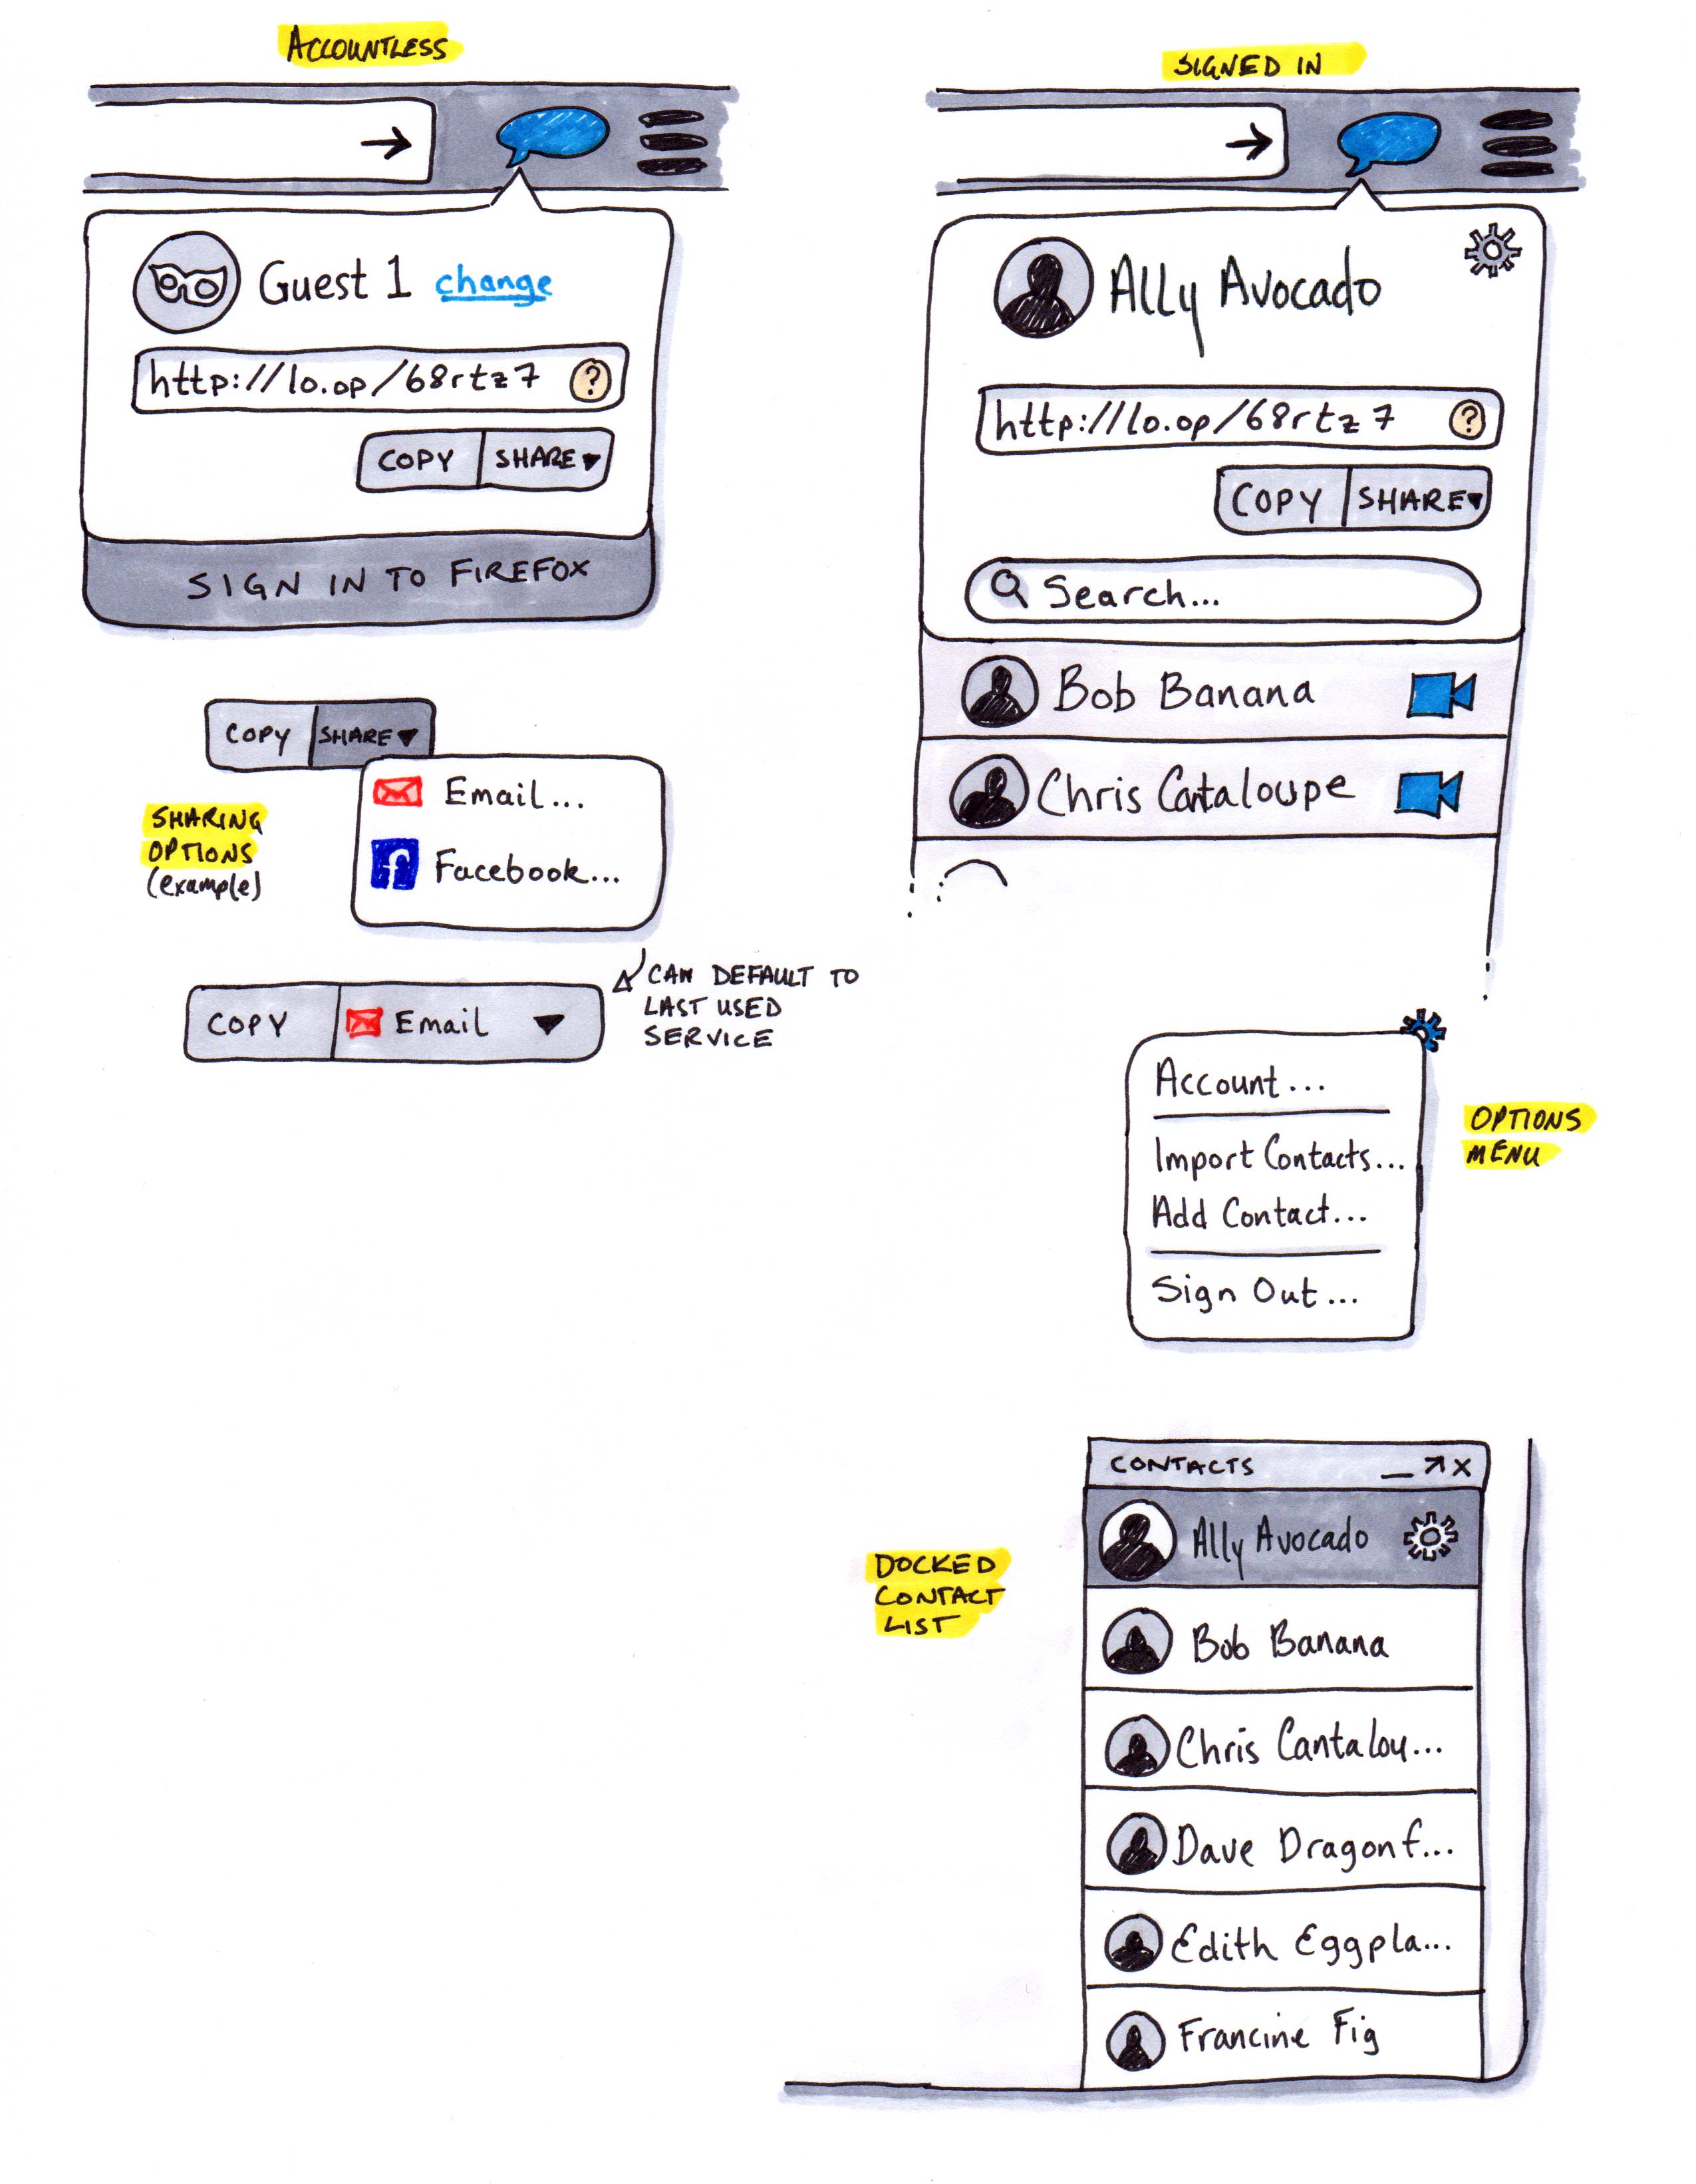 ACCOUNTLESS
Guest 1 change
http://lo.op/68rtz7 ?
COPY SHARE
SIGN IN TO FIREFOX
COPY SHARE
Email...
Facebook...
SHARING
OPTIONS
(example)
COPY Email
CAN DEFAULT TO
LAST USED
SERVICE
SIGNED IN
Ally Avocado
http://lo.op/68rtz7 ?
COPY SHARE
Search...
Bob Banana
Chris Cantaloupe
Account...
Import Contacts...
Add Contact...
Sign Out...
OPTIONS
MENU
DOCKED
CONTACT
LIST
CONTACTS
Ally Avocado
Bob Banana
Chris Cantalou...
Dave Dragonf...
Edith Eggpla...
Francine Fig